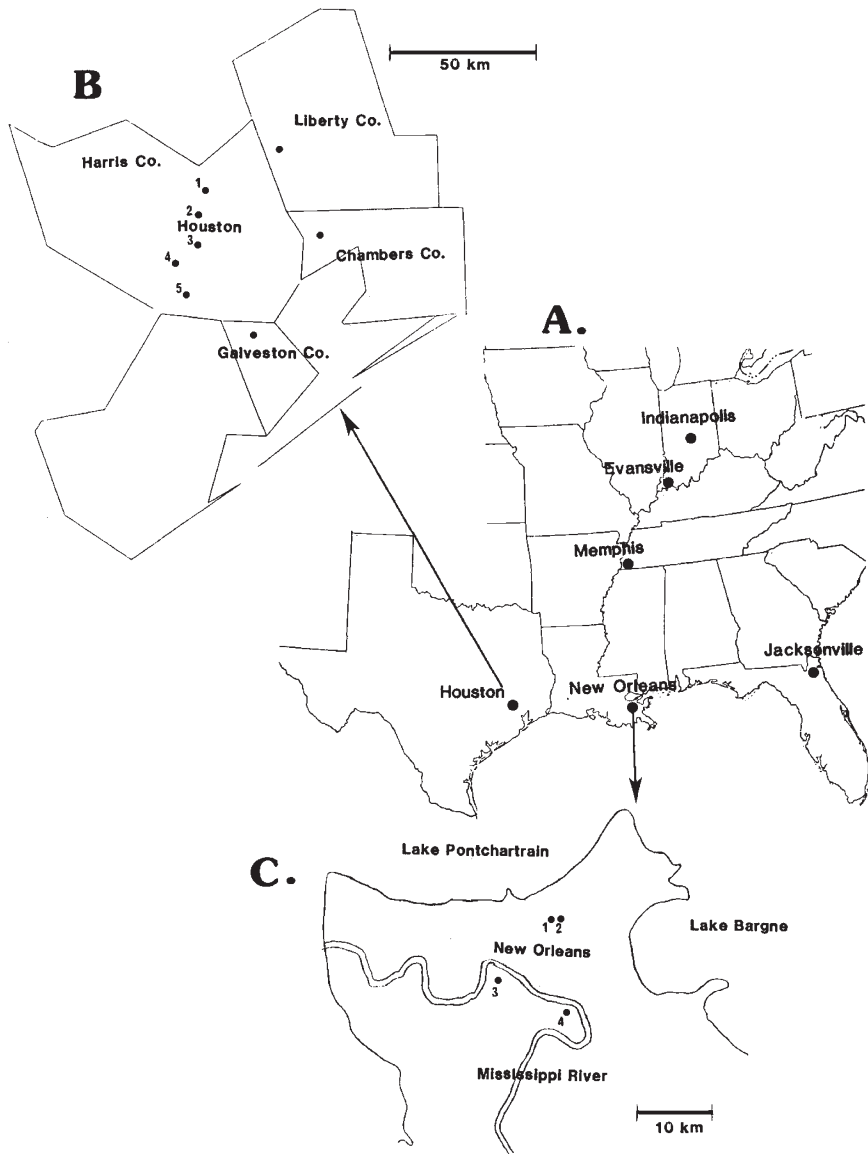 50 km
B
Liberty Co.
Harris Co.
1
2
Houston
3
4
Chambers Co.
5
Galveston Co.
A.
Indianapolis
Evansville
Memphis
Jacksonville
Houston
New Orleans
Lake Pontchartrain
C.
1 2
Lake Bargne
New Orleans
3
4
Mississippi River
10 km